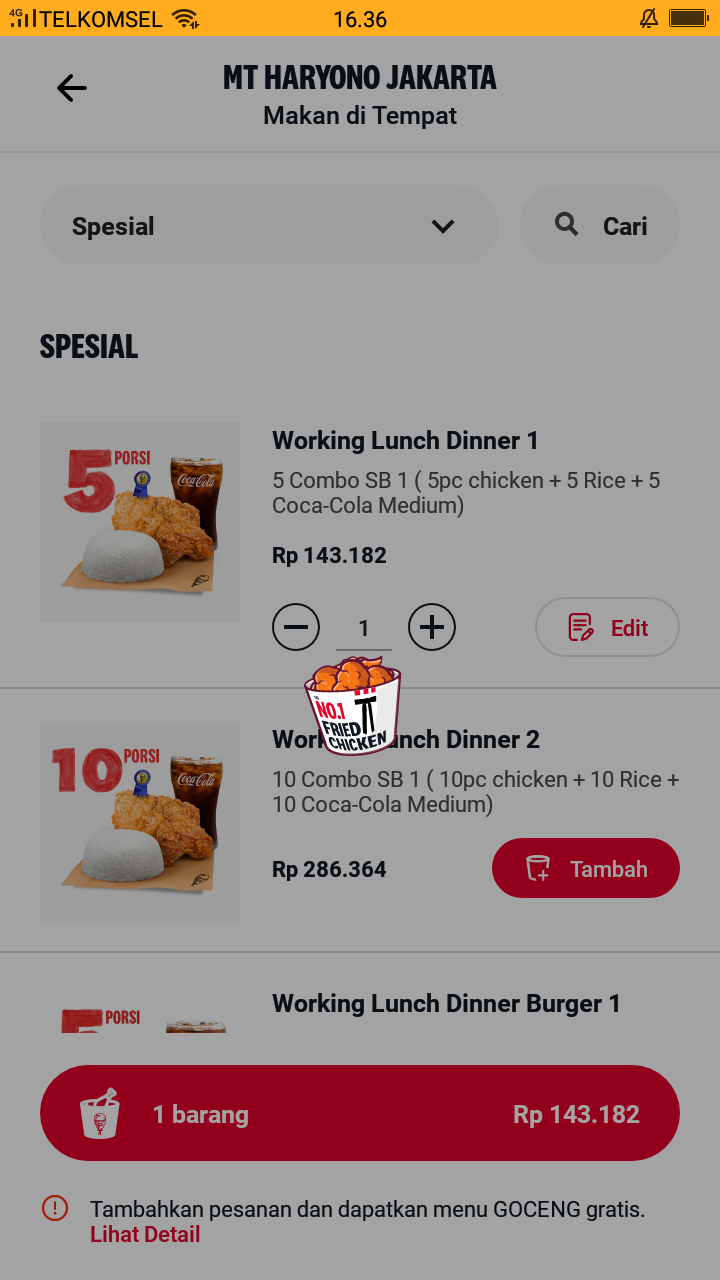 4G TELKOMSEL 16.36
MT HARYONO JAKARTA
Makan di Tempat
Spesial
Cari
SPESIAL
5 PORSI
Coca-Cola
Working Lunch Dinner 1
5 Combo SB 1 ( 5pc chicken + 5 Rice + 5
Coca-Cola Medium)
Rp 143.182
1
Edit
NO.1
FRIED
CHICKEN
10 PORSI
Coca-Cola
Working Lunch Dinner 2
10 Combo SB 1 ( 10pc chicken + 10 Rice +
10 Coca-Cola Medium)
Rp 286.364
Tambah
5 PORSI
Working Lunch Dinner Burger 1
1 barang
Rp 143.182
Tambahkan pesanan dan dapatkan menu GOCENG gratis.
Lihat Detail